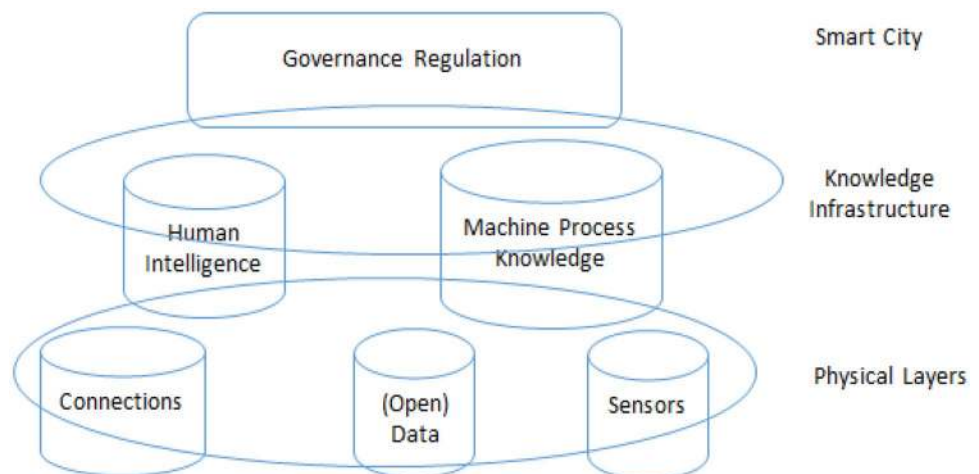 Governance Regulation
Smart City
Human
Intelligence
Machine Process
Knowledge
Knowledge
Infrastructure
Connections
(Open)
Data
Sensors
Physical Layers